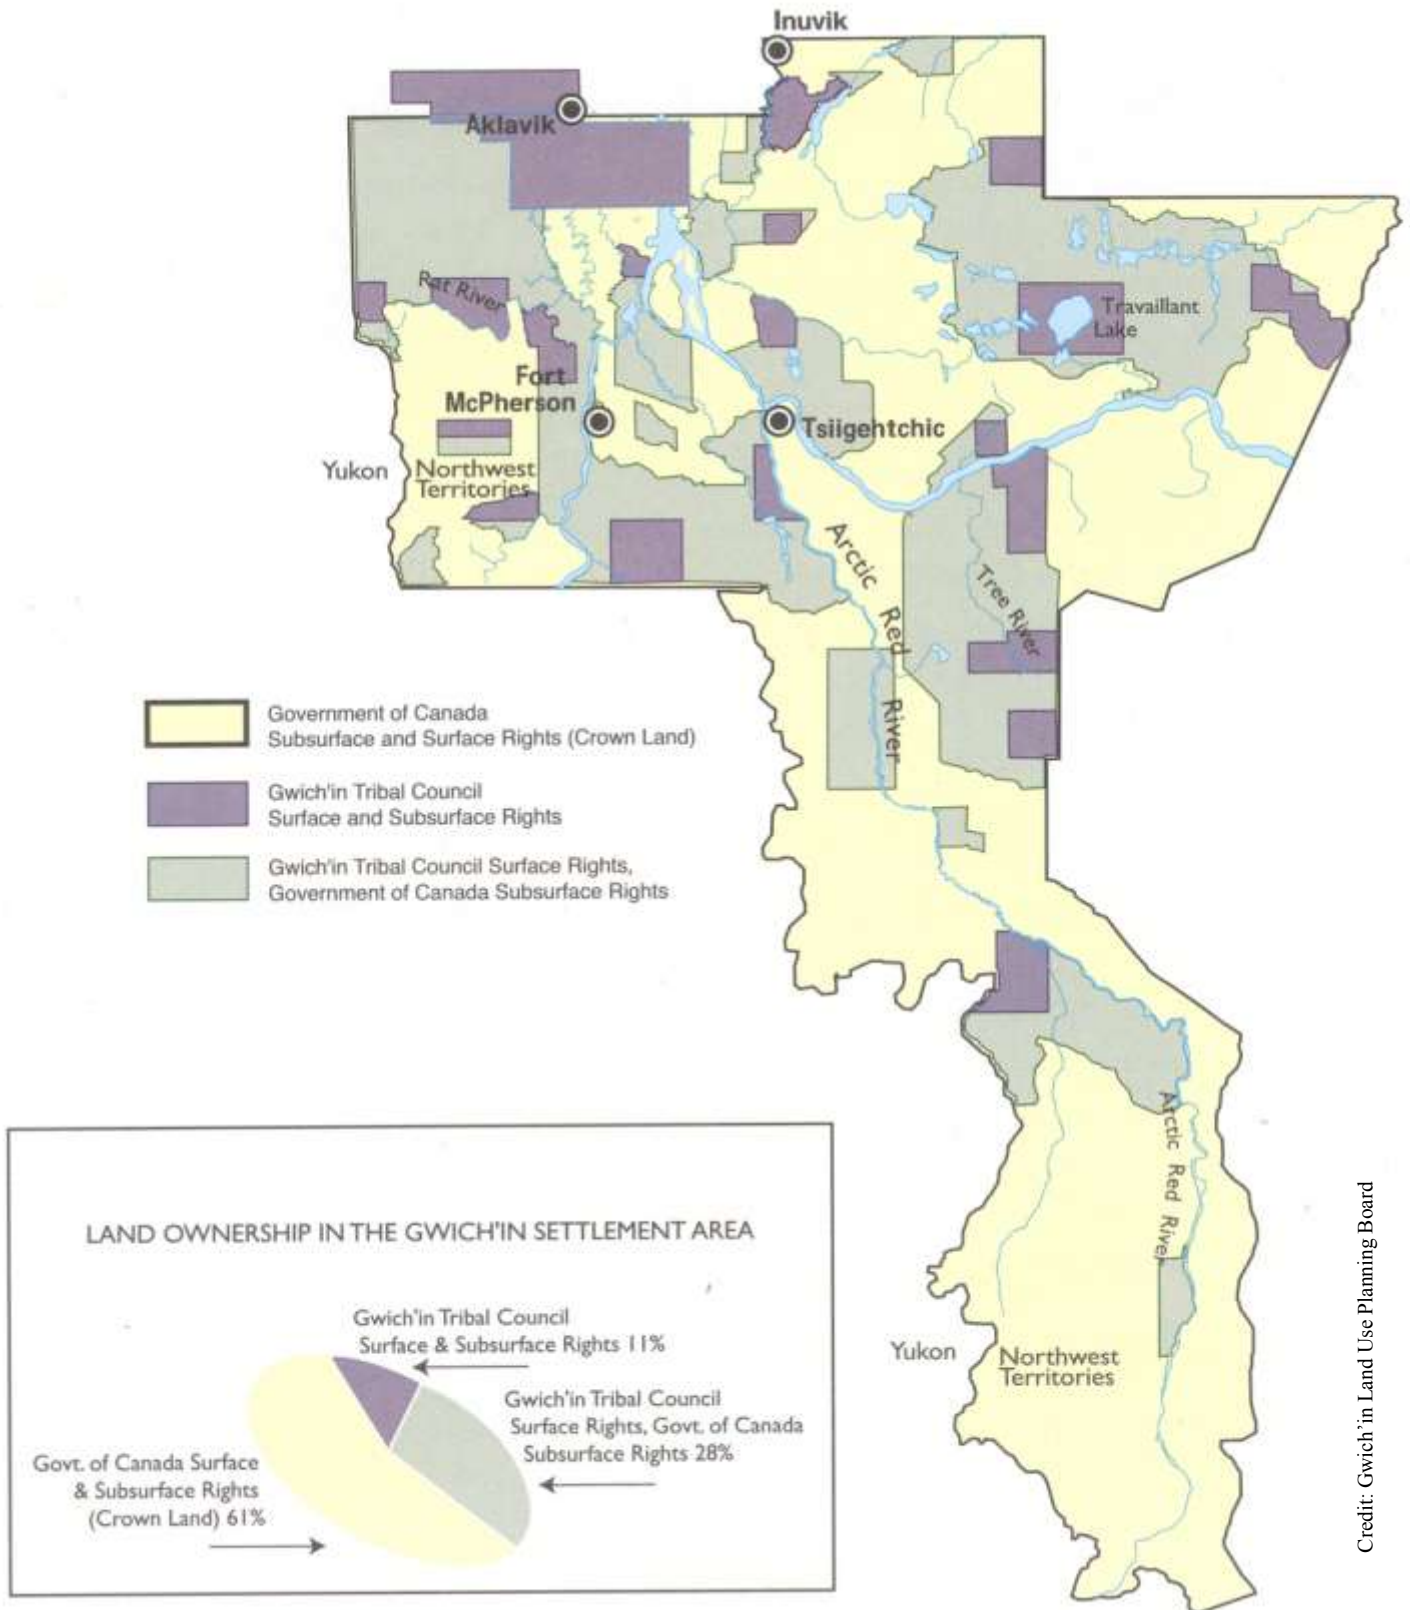 Inuvik
Aklavik
Rat River
Travaillant
Lake
Fort
McPherson
Tsiigehtchic
Yukon
Northwest
Territories
Arctic Red River
Tree River
Government of Canada
Subsurface and Surface Rights (Crown Land)
Gwich'in Tribal Council
Surface and Subsurface Rights
Gwich'in Tribal Council Surface Rights,
Government of Canada Subsurface Rights
Arctic Red River
Yukon
Northwest
Territories
LAND OWNERSHIP IN THE GWICH'IN SETTLEMENT AREA
Gwich'in Tribal Council
Surface & Subsurface Rights 11%
Gwich'in Tribal Council
Surface Rights, Govt. of Canada
Subsurface Rights 28%
Govt. of Canada Surface
& Subsurface Rights
(Crown Land) 61%
Credit: Gwich'in Land Use Planning Board